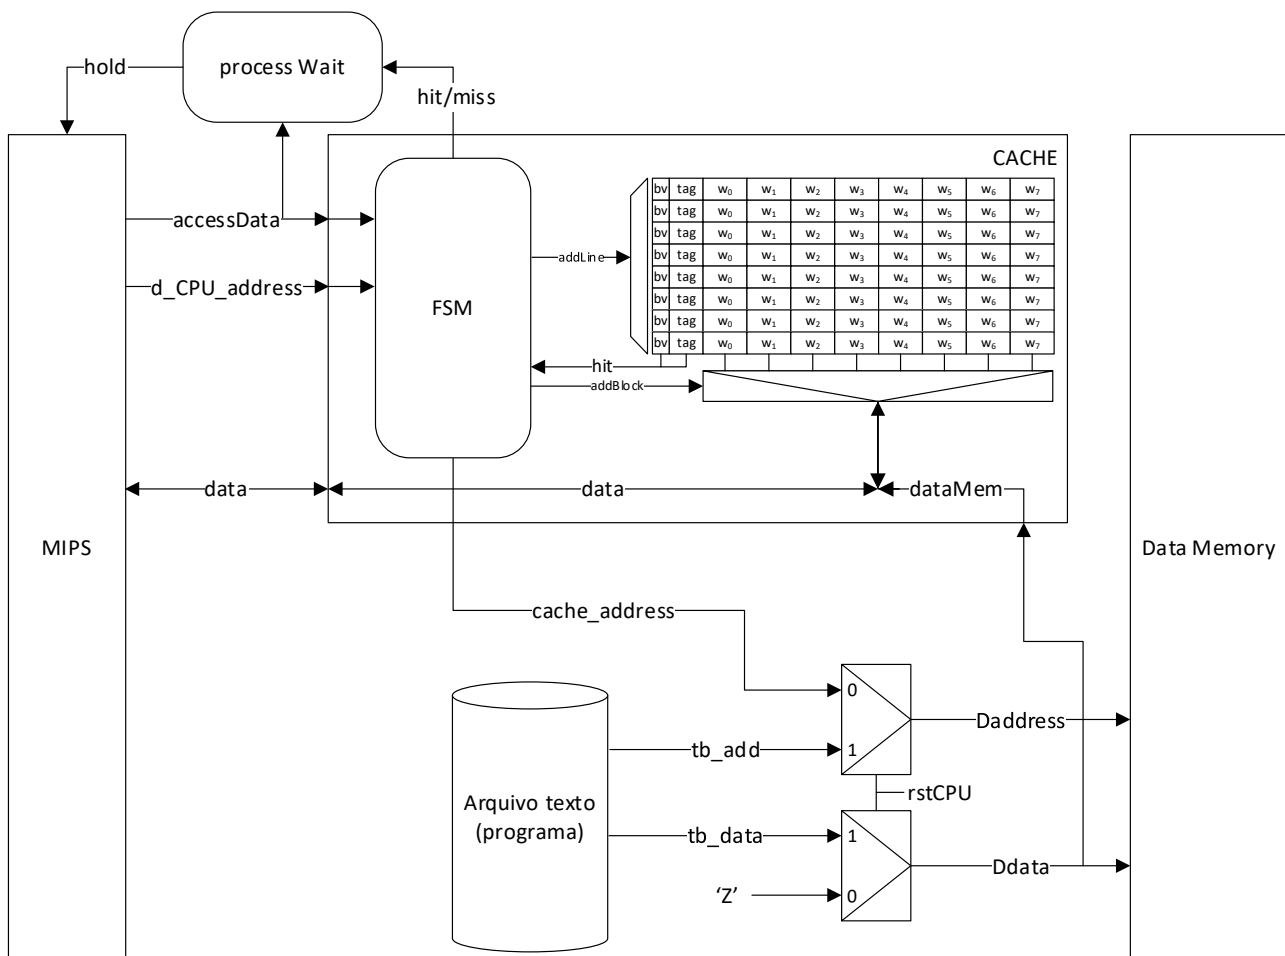 process Wait
hold
hit/miss
CACHE
bv tag w₀ w₁ w₂ w₃ w₄ w₅ w₆ w₇
bv tag w₀ w₁ w₂ w₃ w₄ w₅ w₆ w₇
bv tag w₀ w₁ w₂ w₃ w₄ w₅ w₆ w₇
bv tag w₀ w₁ w₂ w₃ w₄ w₅ w₆ w₇
bv tag w₀ w₁ w₂ w₃ w₄ w₅ w₆ w₇
bv tag w₀ w₁ w₂ w₃ w₄ w₅ w₆ w₇
bv tag w₀ w₁ w₂ w₃ w₄ w₅ w₆ w₇
bv tag w₀ w₁ w₂ w₃ w₄ w₅ w₆ w₇
accessData
addLine
d_CPU_address
FSM
hit
addBlock
data
data
dataMem
MIPS
Data Memory
cache_address
0
Daddress
tb_add
1
rstCPU
Arquivo texto
(programa)
tb_data
1
Ddata
‘Z’
0